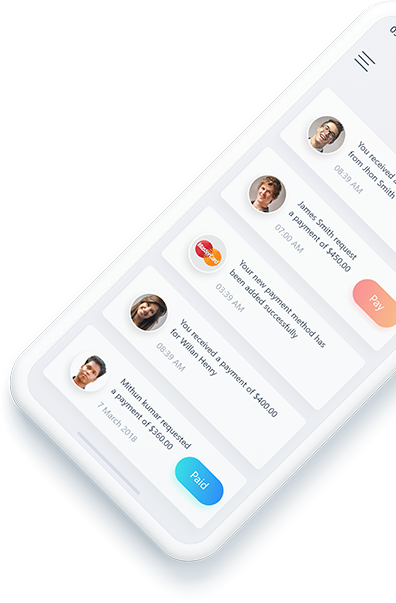 You received a
from Jhon Smith
08:39 AM
James Smith request
a payment of $450.00
07:00 AM
Pay
MasterCard
Your new payment method has
been added successfully
03:39 AM
You received a payment of $400.00
for Willan Henry
08:39 AM
Mithun kumar requested
a payment of $360.00
7 March 2018
Paid